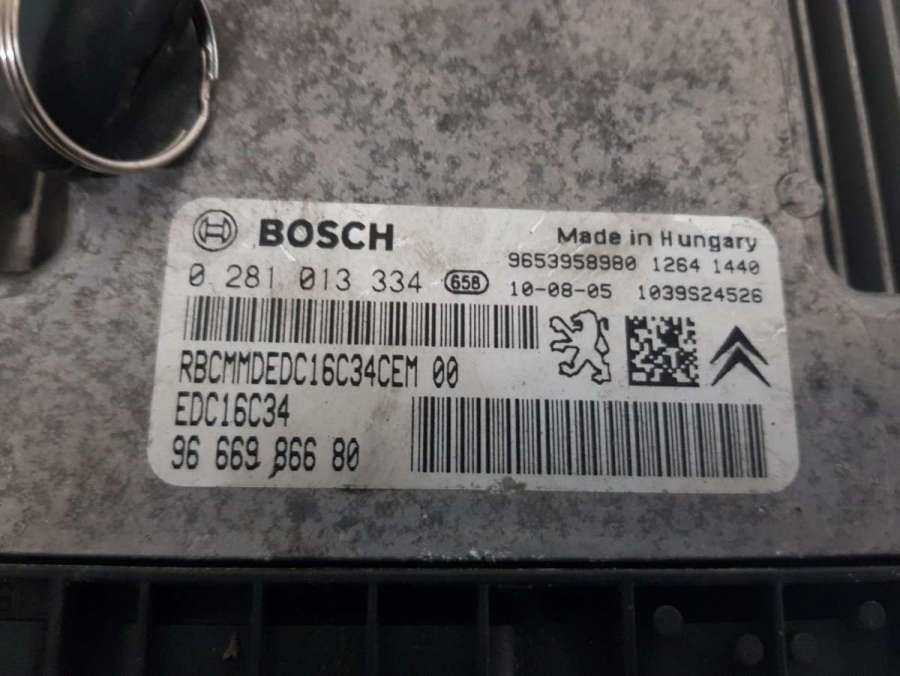 BOSCH
Made in Hungary
9653958980 1264 1440
0 281 013 334 658 10-08-05 1039S24526
RBCMMDEDC16C34CEM 00
EDC16C34
96 669 866 80